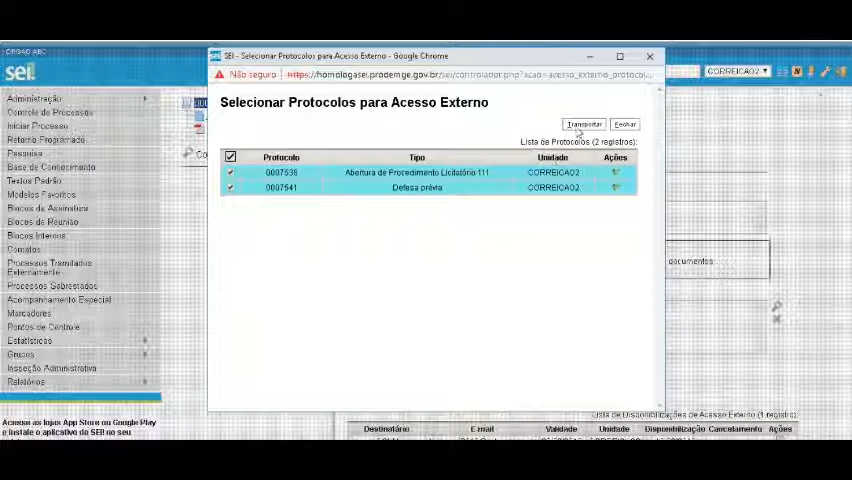 ÓRGÃO ABC
SEI - Selecionar Protocolos para Acesso Externo - Google Chrome
Não seguro https://homologasei.prodemge.gov.br/sei/controlador.php?acao=acesso_externo_protocol...
sei!
CORREICAO2
Selecionar Protocolos para Acesso Externo
Transportar Fechar
Lista de Protocolos (2 registros):
Protocolo Tipo Unidade Ações
0007538 Abertura de Procedimento Licitatório 111 CORREICAO2
0007541 Defesa prévia CORREICAO2
Administração
Controle de Processos
Iniciar Processo
Retorno Programado
Pesquisa
Base de Conhecimento
Textos Padrão
Modelos Favoritos
Blocos de Assinatura
Blocos de Reunião
Blocos Internos
Contatos
Processos Tramitados
Externamente
Processos Sobrestados
Acompanhamento Especial
Marcadores
Pontos de Controle
Estatísticas
Grupos
Inspeção Administrativa
Relatórios
documentos
Acesse as lojas App Store ou Google Play
e instale o aplicativo do SEI! no seu
Lista de Disponibilizações de Acesso Externo (1 registro):
Destinatário E-mail Validade Unidade Disponibilização Cancelamento Ações